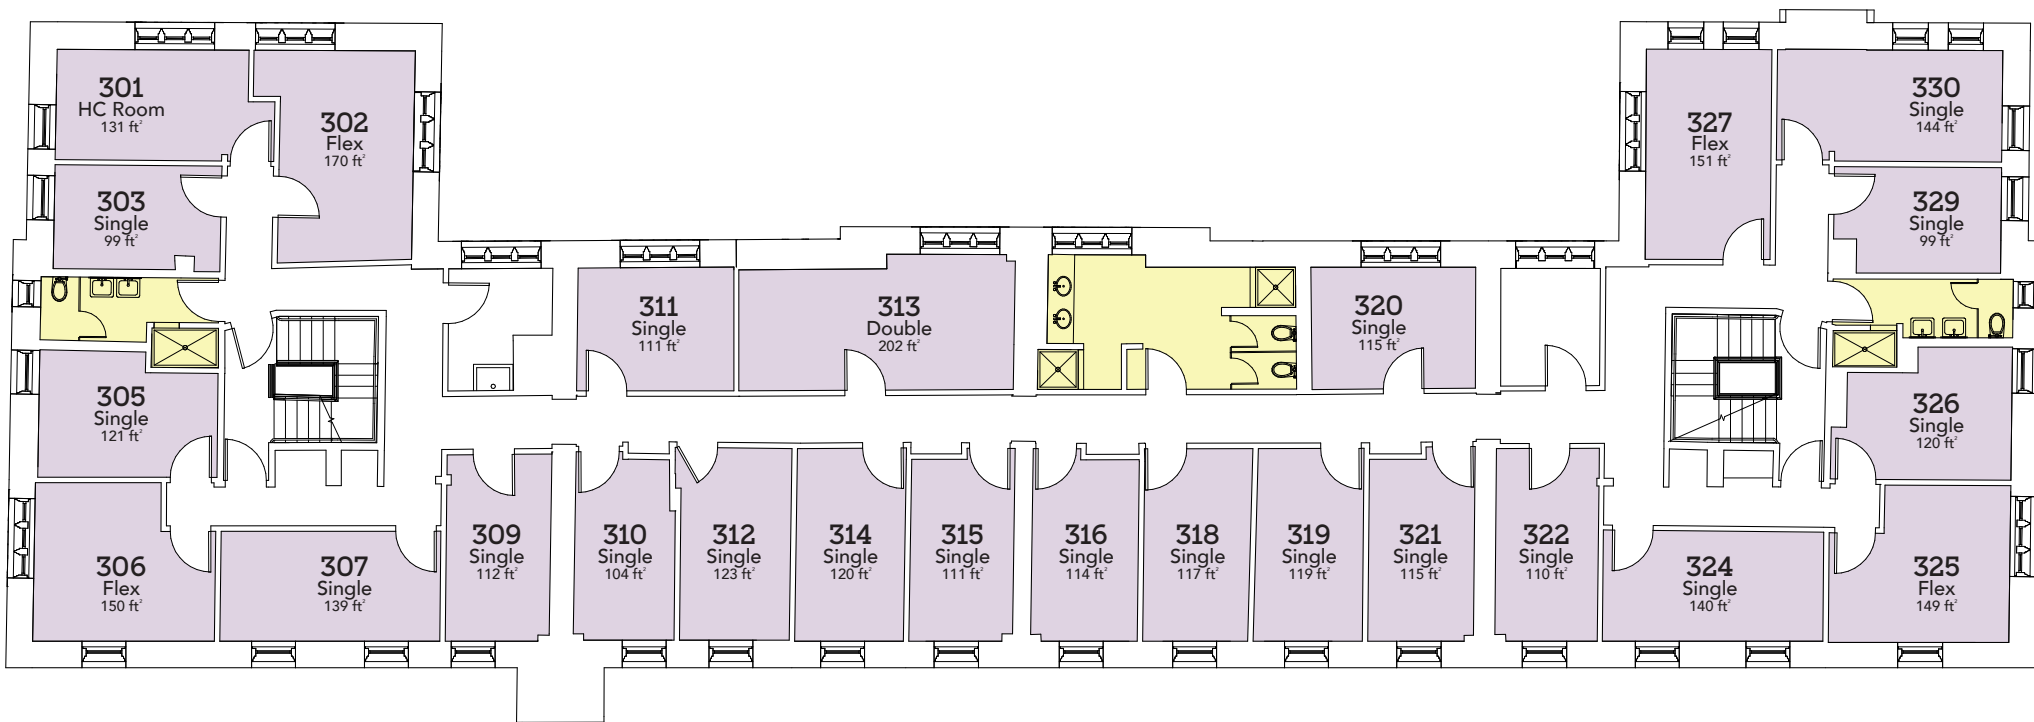 301
HC Room
131 ft²
302
Flex
170 ft²
303
Single
99 ft²
305
Single
121 ft²
306
Flex
150 ft²
307
Single
139 ft²
309
Single
112 ft²
310
Single
104 ft²
311
Single
111 ft²
312
Single
123 ft²
313
Double
202 ft²
314
Single
120 ft²
315
Single
111 ft²
316
Single
114 ft²
318
Single
117 ft²
319
Single
119 ft²
320
Single
115 ft²
321
Single
115 ft²
322
Single
110 ft²
324
Single
140 ft²
325
Flex
149 ft²
326
Single
120 ft²
327
Flex
151 ft²
329
Single
99 ft²
330
Single
144 ft²